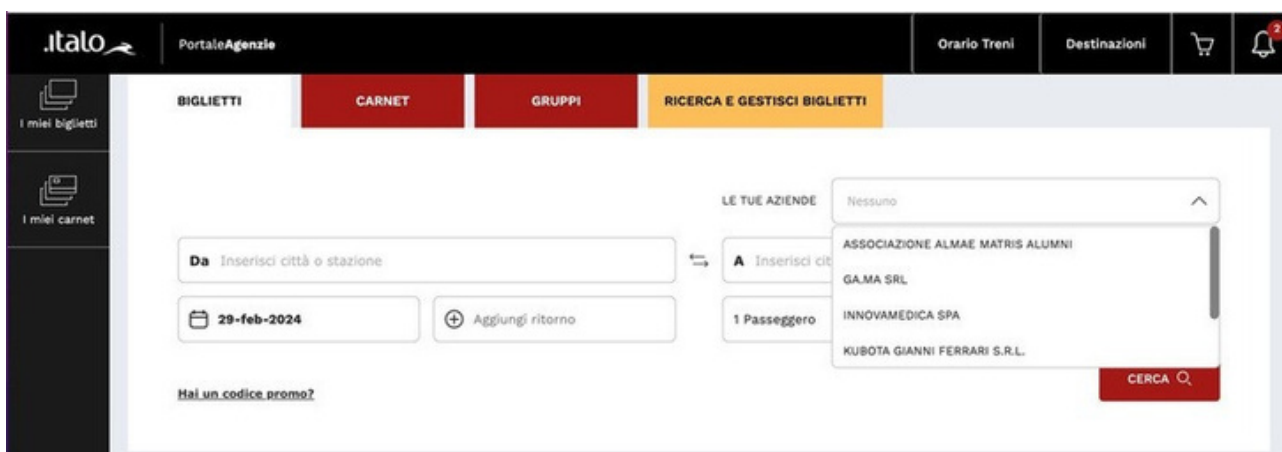 .italo
PortaleAgenzie
Orario Treni
Destinazioni
2
I miei biglietti
I miei carnet
BIGLIETTI
CARNET
GRUPPI
RICERCA E GESTISCI BIGLIETTI
LE TUE AZIENDE
Nessuno
ASSOCIAZIONE ALMAE MATRIS ALUMNI
GA.MA SRL
INNOVAMEDICA SPA
KUBOTA GIANNI FERRARI S.R.L.
Da Inserisci città o stazione
A Inserisci cit
29-feb-2024
Aggiungi ritorno
1 Passeggero
Hai un codice promo?
CERCA